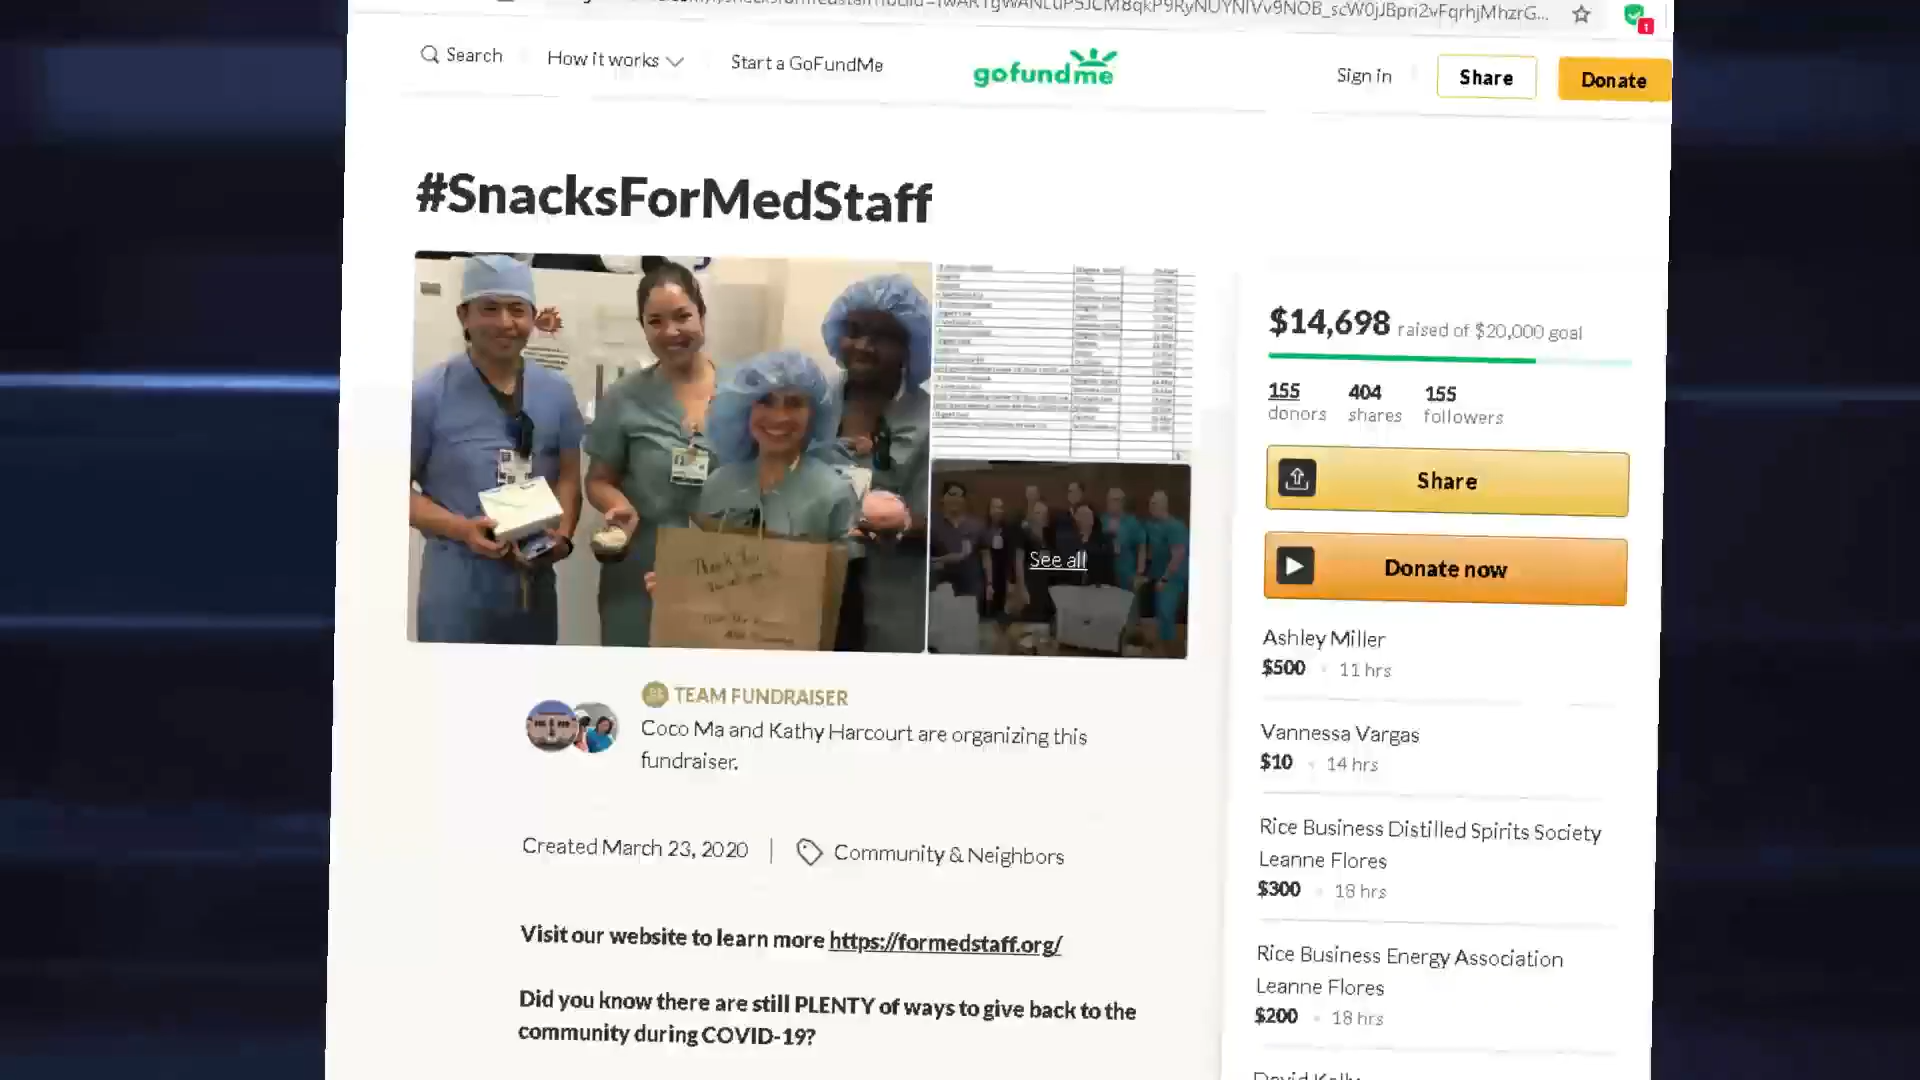 Search
How it works
Start a GoFundMe
gofundme
Sign in
Share
Donate
#SnacksForMedStaff
$14,698 raised of $20,000 goal
155
donors
404
shares
155
followers
Share
Donate now
See all
Ashley Miller
$500 • 11 hrs
Vannessa Vargas
$10 • 14 hrs
Rice Business Distilled Spirits Society
Leanne Flores
$300 • 18 hrs
Rice Business Energy Association
Leanne Flores
$200 • 18 hrs
TEAM FUNDRAISER
Coco Ma and Kathy Harcourt are organizing this
fundraiser.
Created March 23, 2020 | Community & Neighbors
Visit our website to learn more https://formedstaff.org/
Did you know there are still PLENTY of ways to give back to the
community during COVID-19?